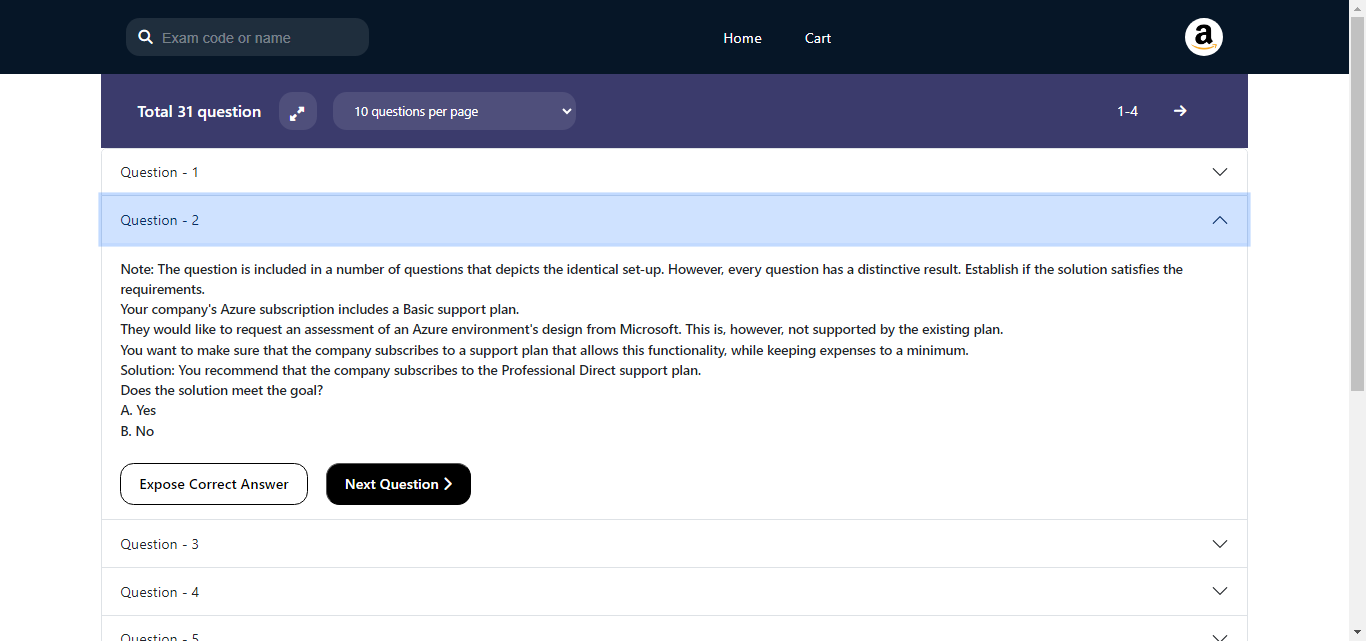 Exam code or name
Home
Cart
a
Total 31 question
10 questions per page
1-4
Question - 1
Question - 2
Note: The question is included in a number of questions that depicts the identical set-up. However, every question has a distinctive result. Establish if the solution satisfies the
requirements.
Your company's Azure subscription includes a Basic support plan.
They would like to request an assessment of an Azure environment's design from Microsoft. This is, however, not supported by the existing plan.
You want to make sure that the company subscribes to a support plan that allows this functionality, while keeping expenses to a minimum.
Solution: You recommend that the company subscribes to the Professional Direct support plan.
Does the solution meet the goal?
A. Yes
B. No
Expose Correct Answer
Next Question
Question - 3
Question - 4
Question - 5